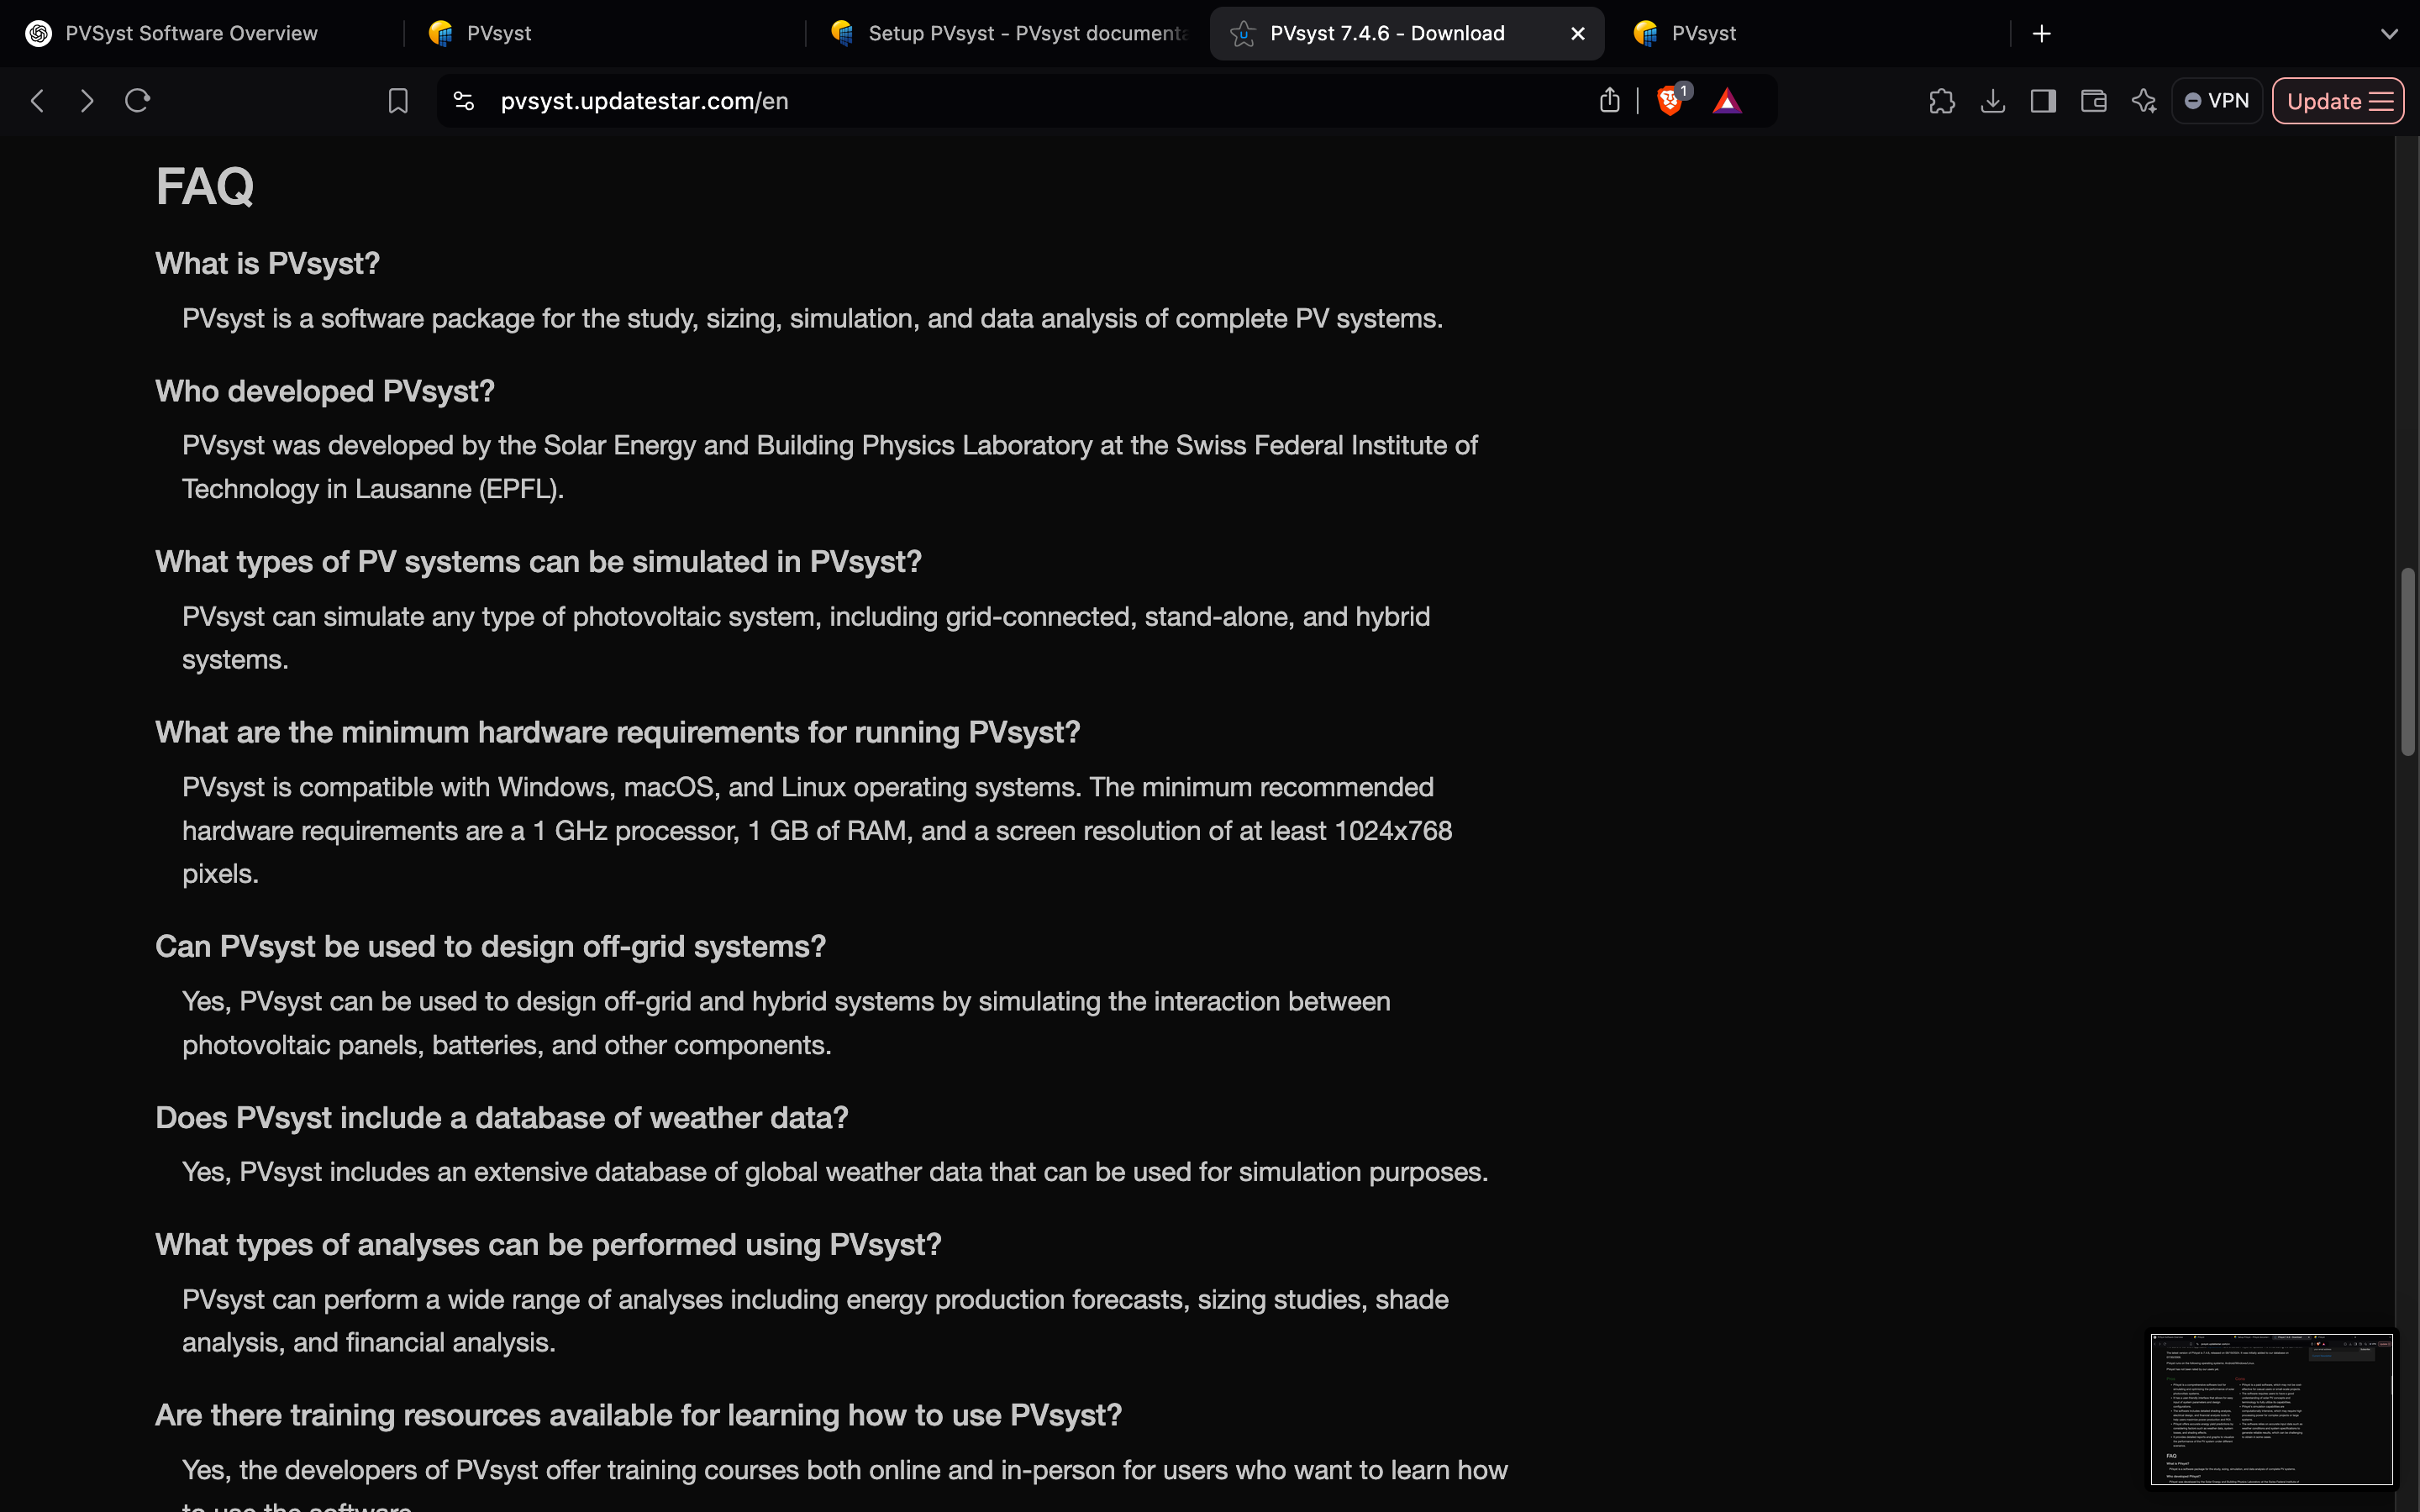 PVSyst Software Overview
PVsyst
Setup PVsyst - PVsyst documenta
PVsyst 7.4.6 - Download
PVsyst
pvsyst.updatestar.com/en
1
VPN
Update
FAQ
What is PVsyst?
PVsyst is a software package for the study, sizing, simulation, and data analysis of complete PV systems.
Who developed PVsyst?
PVsyst was developed by the Solar Energy and Building Physics Laboratory at the Swiss Federal Institute of
Technology in Lausanne (EPFL).
What types of PV systems can be simulated in PVsyst?
PVsyst can simulate any type of photovoltaic system, including grid-connected, stand-alone, and hybrid
systems.
What are the minimum hardware requirements for running PVsyst?
PVsyst is compatible with Windows, macOS, and Linux operating systems. The minimum recommended
hardware requirements are a 1 GHz processor, 1 GB of RAM, and a screen resolution of at least 1024x768
pixels.
Can PVsyst be used to design off-grid systems?
Yes, PVsyst can be used to design off-grid and hybrid systems by simulating the interaction between
photovoltaic panels, batteries, and other components.
Does PVsyst include a database of weather data?
Yes, PVsyst includes an extensive database of global weather data that can be used for simulation purposes.
What types of analyses can be performed using PVsyst?
PVsyst can perform a wide range of analyses including energy production forecasts, sizing studies, shade
analysis, and financial analysis.
Are there training resources available for learning how to use PVsyst?
Yes, the developers of PVsyst offer training courses both online and in-person for users who want to learn how
to use the software.